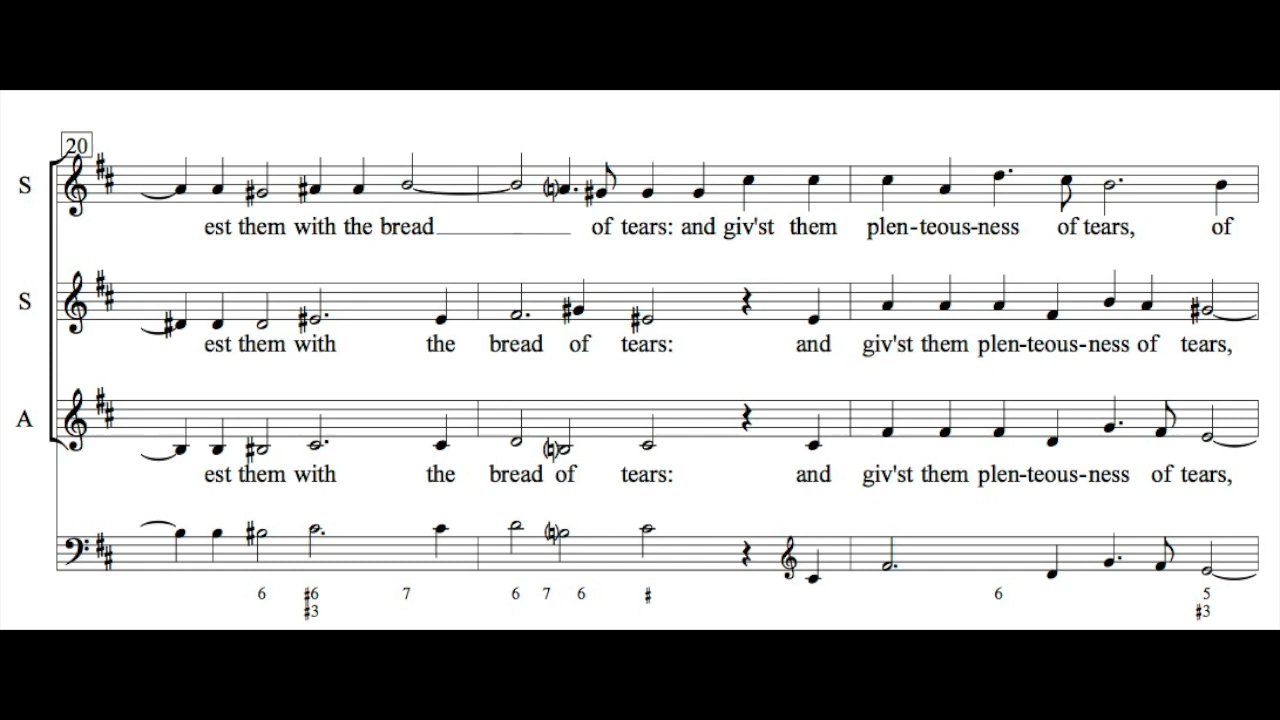 20
S
est them with the bread of tears: and giv'st them plen-teous-ness of tears, of
S
est them with the bread of tears: and giv'st them plen-teous-ness of tears,
A
est them with the bread of tears: and giv'st them plen-teous-ness of tears,
6 ♯6 7 6 7 6 ♯ 6 5
♯3 ♯3